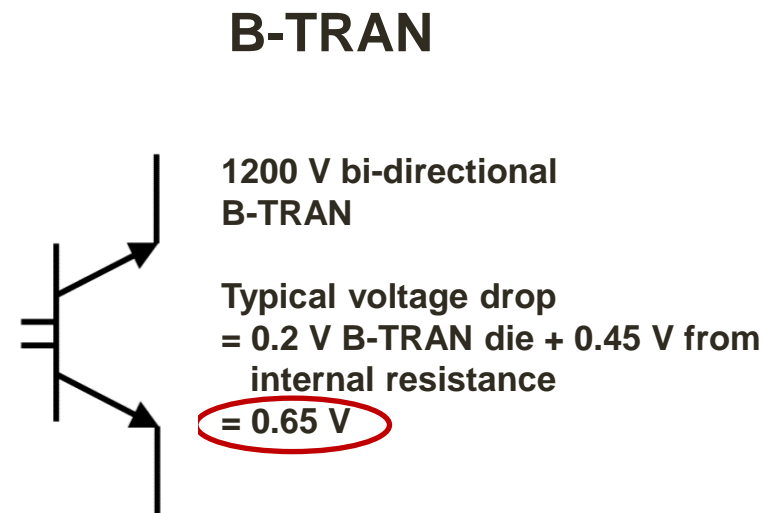 B-TRAN
1200 V bi-directional
B-TRAN
Typical voltage drop
= 0.2 V B-TRAN die + 0.45 V from
internal resistance
= 0.65 V